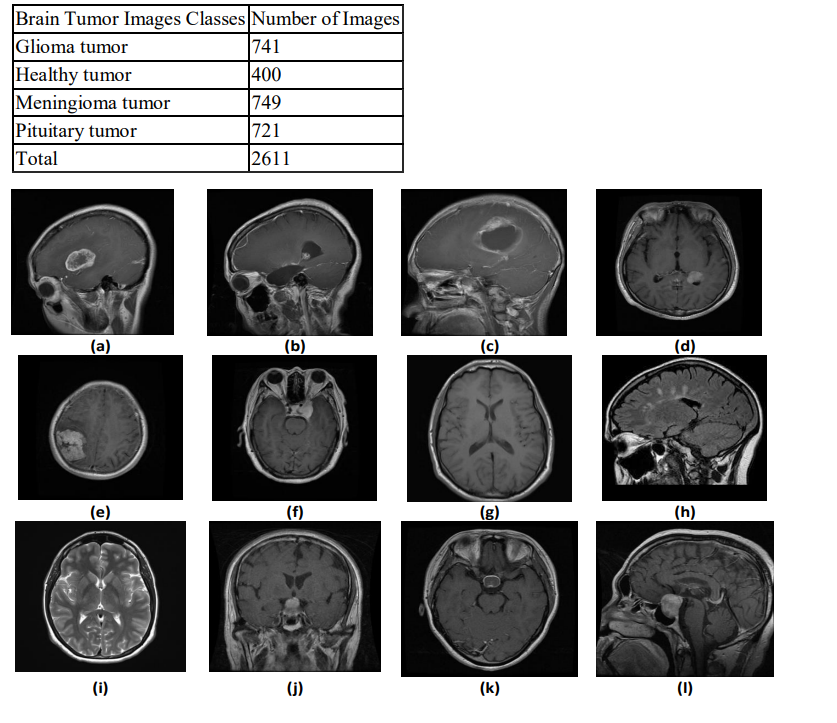 Brain Tumor Images Classes Number of Images
Glioma tumor 741
Healthy tumor 400
Meningioma tumor 749
Pituitary tumor 721
Total 2611
(a) (b) (c) (d)
(e) (f) (g) (h)
(i) (j) (k) (l)